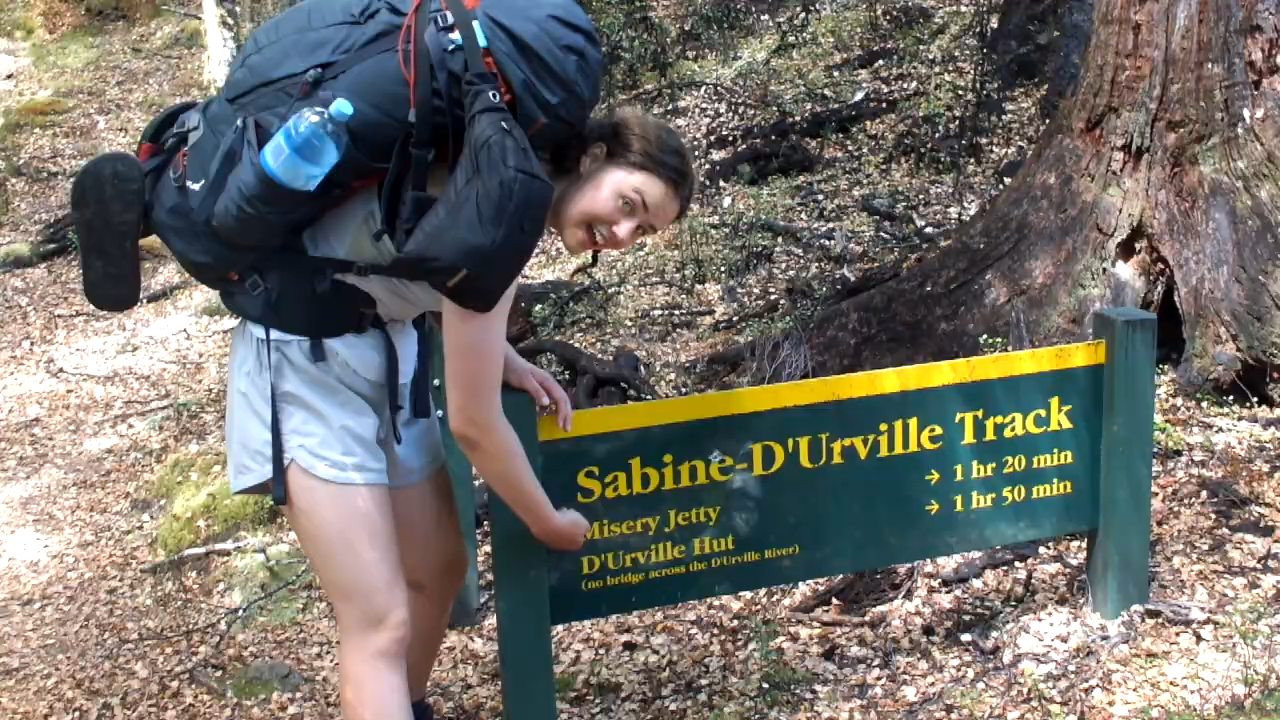 Sabine-D'Urville Track
Misery Jetty → 1 hr 20 min
D'Urville Hut → 1 hr 50 min
(no bridge across the D'Urville River)